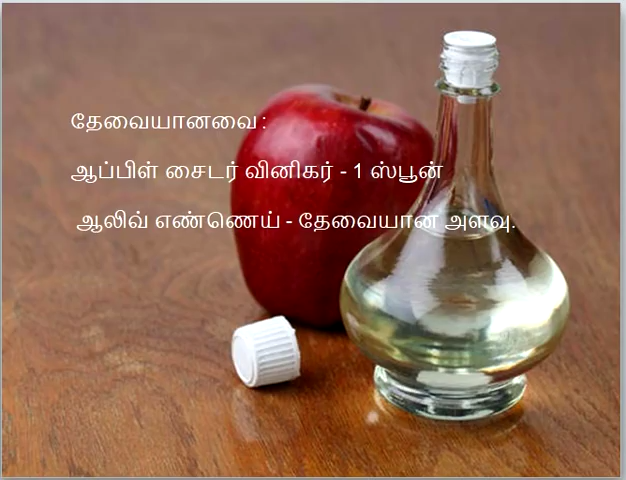 தேவையானவை :
ஆப்பிள் சைடர் வினிகர் - 1 ஸ்பூன்
ஆலிவ் எண்ணெய் - தேவையான அளவு.